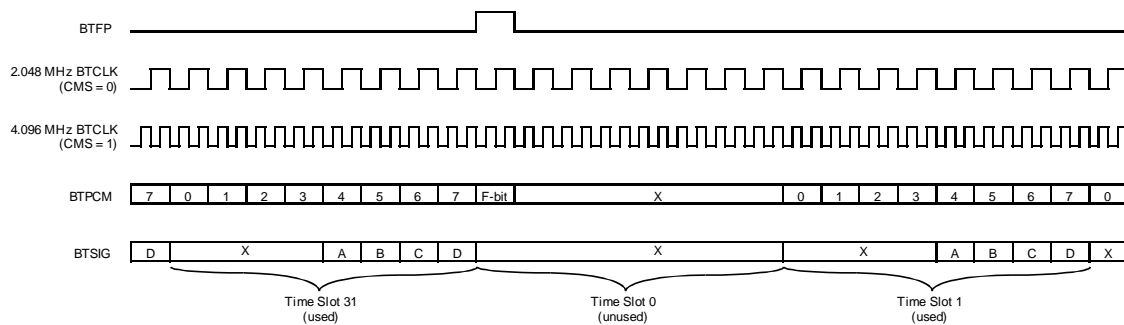 BTFP
2.048 MHz BTCLK
(CMS = 0)
4.096 MHz BTCLK
(CMS = 1)
BTPCM 7 0 1 2 3 4 5 6 7 F-bit X 0 1 2 3 4 5 6 7 0
BTSIG D X A B C D X X A B C D X
Time Slot 31 Time Slot 0 Time Slot 1
(used) (unused) (used)